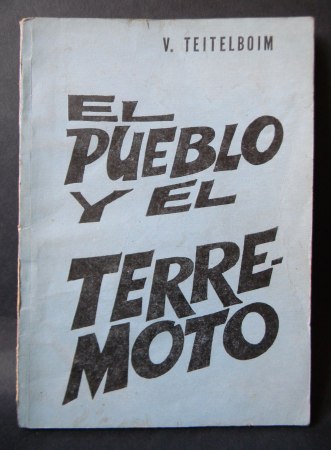 V. TEITELBOIM
EL
PUEBLO
Y EL
TERRE-
MOTO